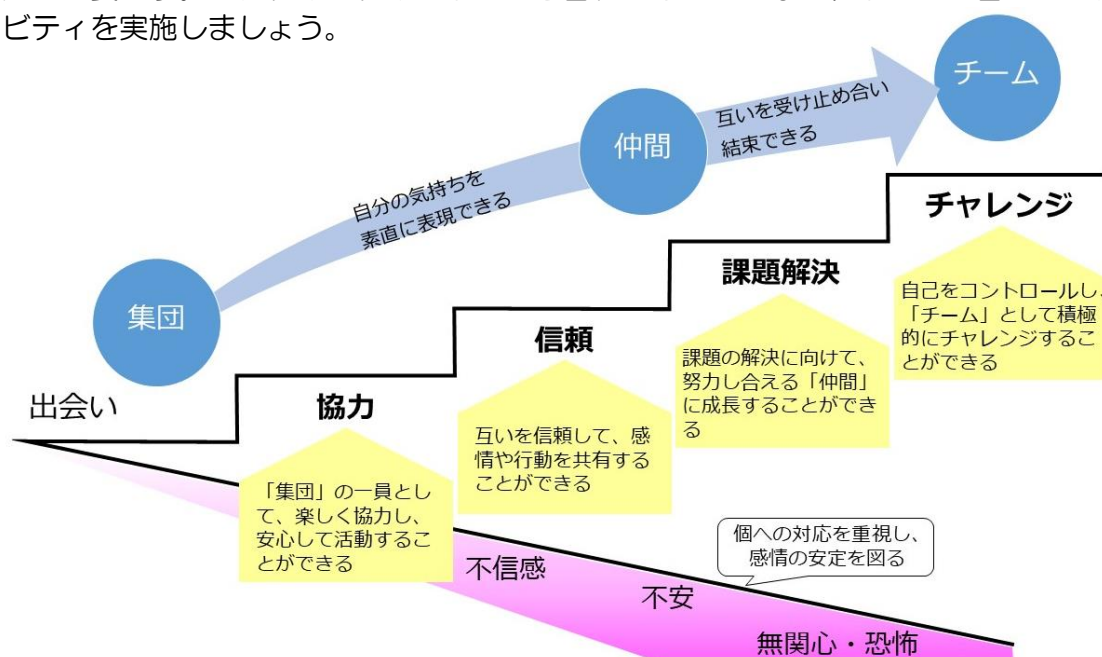 ビティを実施しましょう。
チーム
仲間
互いを受け止め合い
結束できる
自分の気持ちを
素直に表現できる
集団
チャレンジ
自己をコントロールし、
「チーム」として積極
的にチャレンジするこ
とができる
課題解決
課題の解決に向けて、
努力し合える「仲間」
に成長することができ
る
信頼
互いを信頼して、感
情や行動を共有する
ことができる
出会い
協力
「集団」の一員とし
て、楽しく協力し、
安心して活動するこ
とができる
個への対応を重視し、
感情の安定を図る
不信感
不安
無関心・恐怖